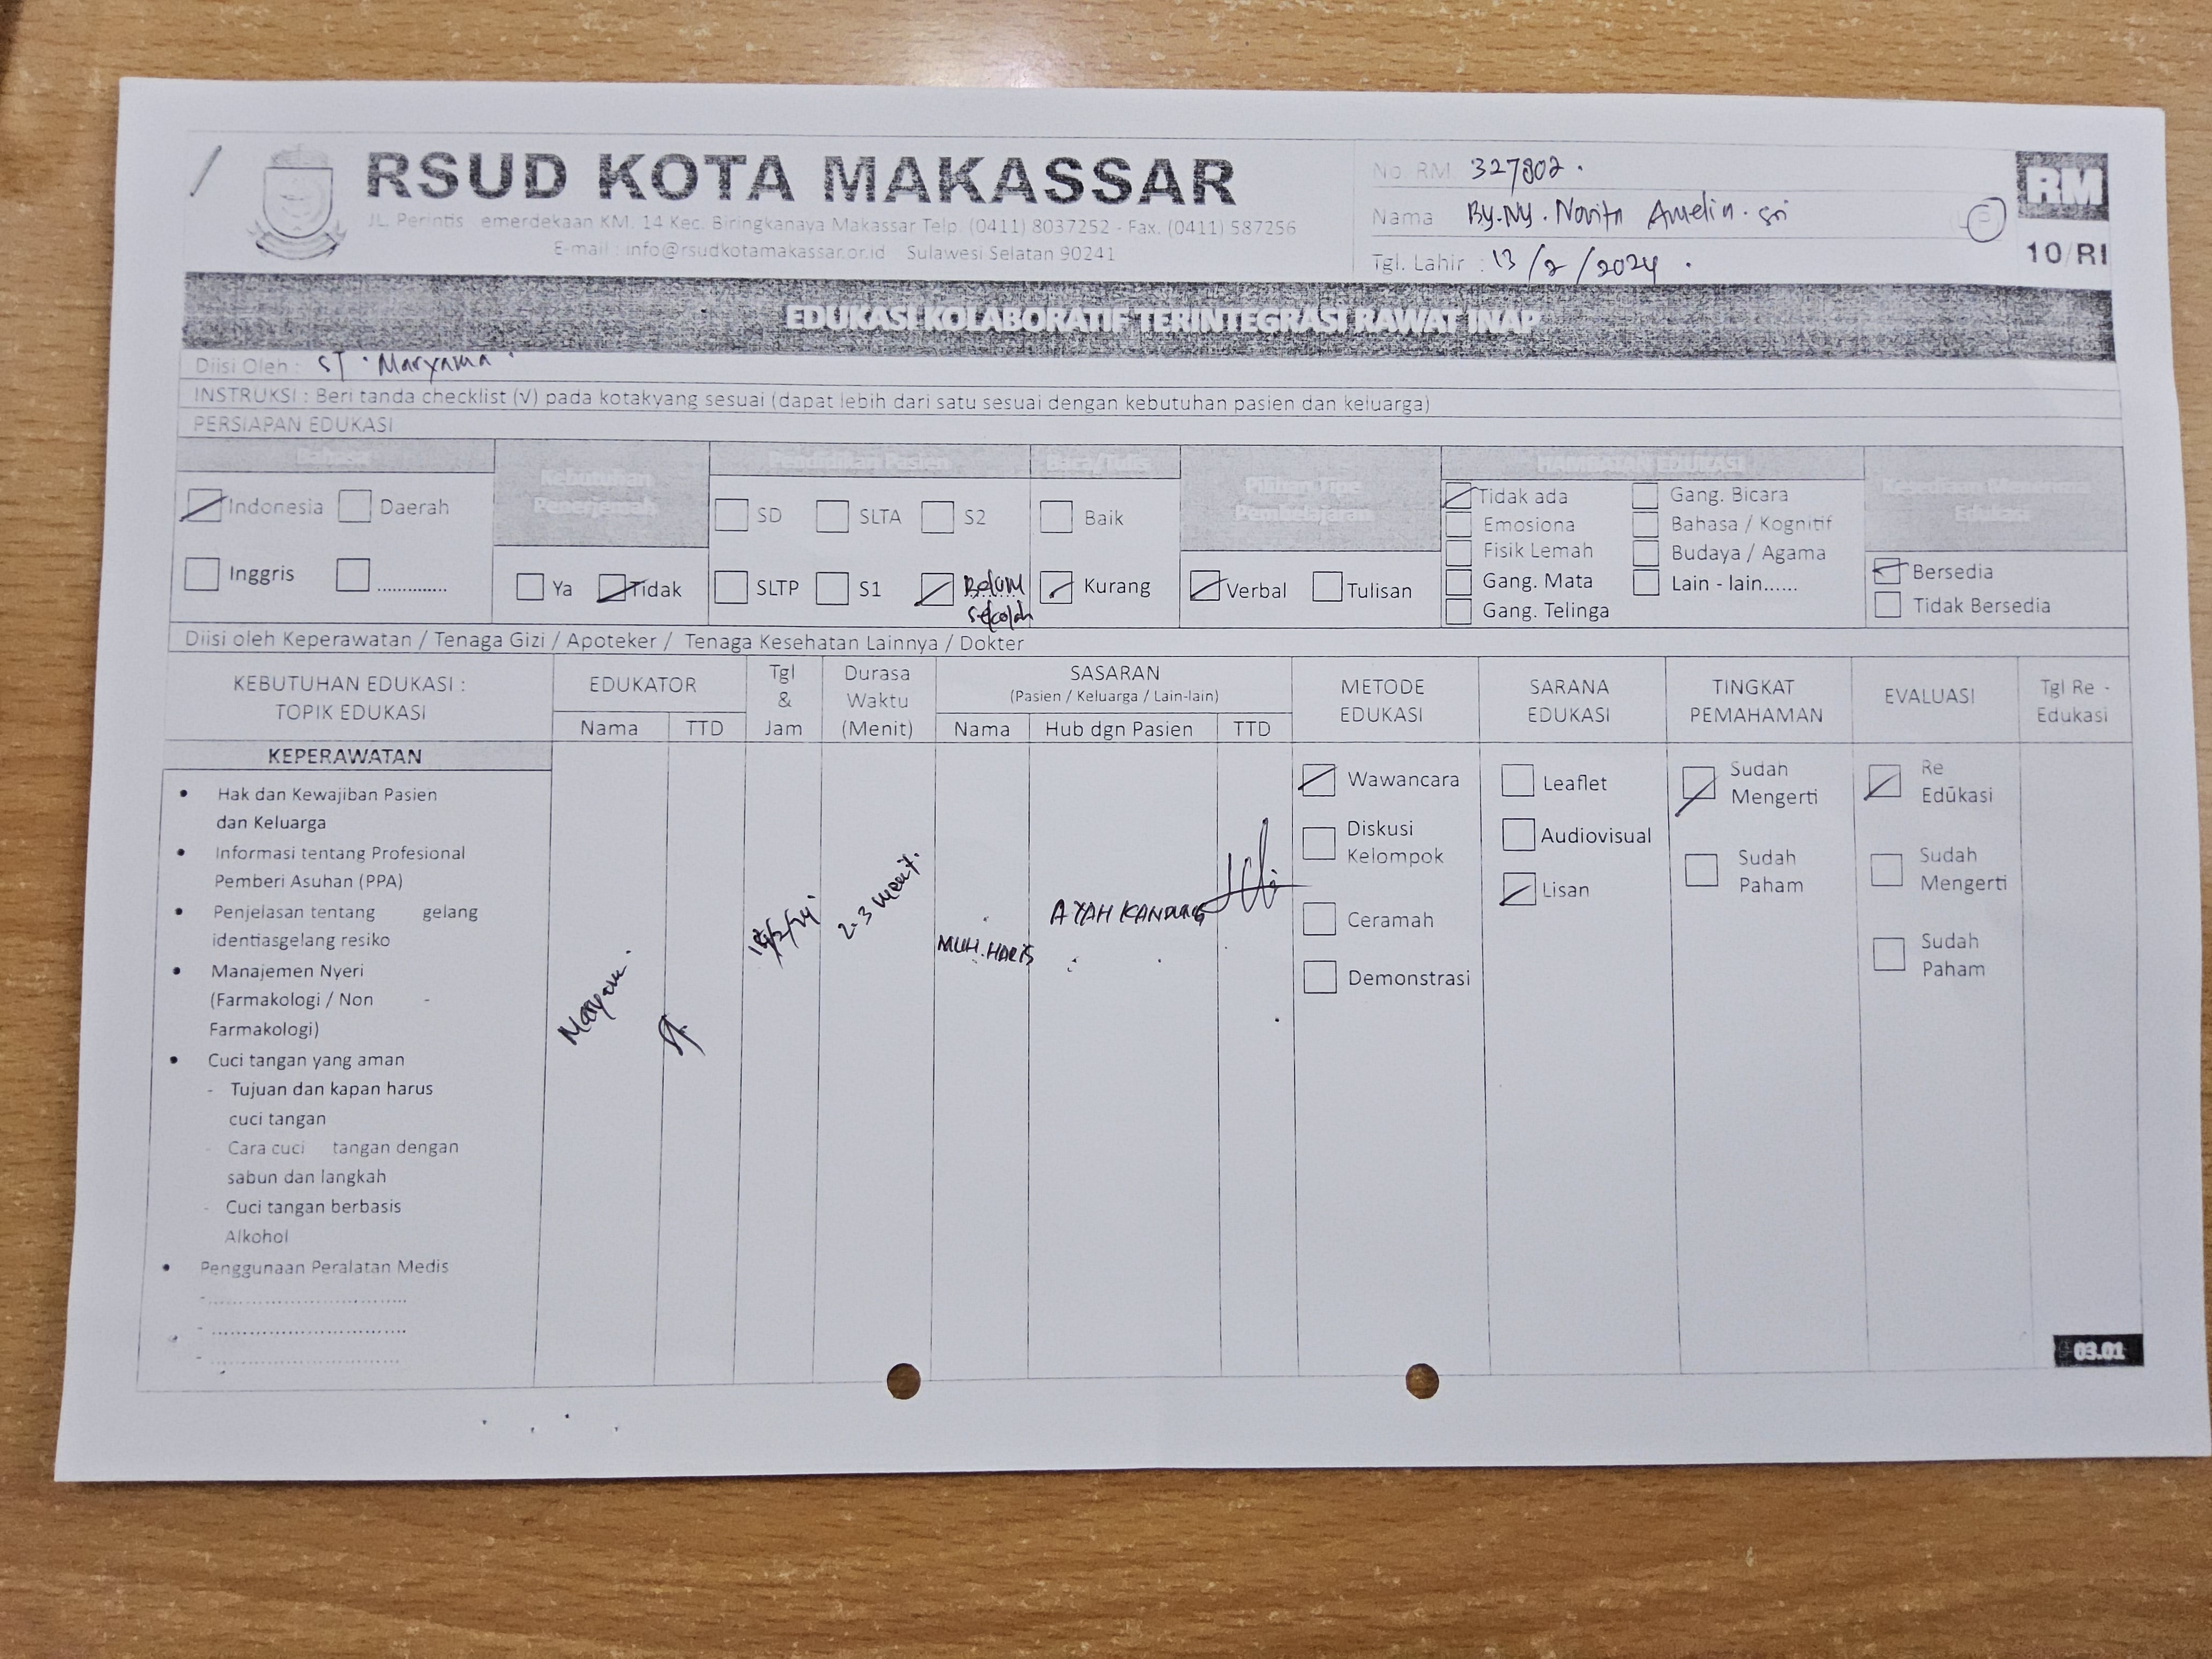 RSUD KOTA MAKASSAR
JL. Perintis emerdekaan KM. 14 Kec. Biringkanaya Makassar Telp. (0411) 8037252 - Fax. (0411) 587256
E-mail : info@rsudkotamakassar.or.id Sulawesi Selatan 90241
No. RM 327802.
Nama By.Ny. Novita Amelia. Sri
P
Tgl. Lahir : 13/2/2024.
RM
10/RI
EDUKASI KOLABORATIF TERINTEGRASI RAWAT INAP
Diisi Oleh : ST. Maryama.
INSTRUKSI : Beri tanda checklist (√) pada kotakyang sesuai (dapat lebih dari satu sesuai dengan kebutuhan pasien dan keluarga)
PERSIAPAN EDUKASI
Bahasa
Indonesia Daerah
Inggris ..............
Kebutuhan
Penerjemah
Ya Tidak
Pendidikan Pasien
SD SLTA S2
SLTP S1 Belum
sekolah
Baca/Tulis
Baik
Kurang
Pilihan Tipe
Pembelajaran
Verbal Tulisan
HAMBATAN EDUKASI
Tidak ada Gang. Bicara
Emosiona Bahasa / Kognitif
Fisik Lemah Budaya / Agama
Gang. Mata Lain - lain......
Gang. Telinga
Kesediaan Menerima
Edukasi
Bersedia
Tidak Bersedia
Diisi oleh Keperawatan / Tenaga Gizi / Apoteker / Tenaga Kesehatan Lainnya / Dokter
KEBUTUHAN EDUKASI :
TOPIK EDUKASI
EDUKATOR
Nama TTD
Tgl
&
Jam
Durasa
Waktu
(Menit)
SASARAN
(Pasien / Keluarga / Lain-lain)
Nama Hub dgn Pasien TTD
METODE
EDUKASI
SARANA
EDUKASI
TINGKAT
PEMAHAMAN
EVALUASI
Tgl Re -
Edukasi
KEPERAWATAN
• Hak dan Kewajiban Pasien
dan Keluarga
• Informasi tentang Profesional
Pemberi Asuhan (PPA)
• Penjelasan tentang gelang
identiasgelang resiko
• Manajemen Nyeri
(Farmakologi / Non -
Farmakologi)
• Cuci tangan yang aman
- Tujuan dan kapan harus
cuci tangan
- Cara cuci tangan dengan
sabun dan langkah
- Cuci tangan berbasis
Alkohol
• Penggunaan Peralatan Medis
- ..................................
- ..................................
- ..................................
Maryam.
2.3 menit.
MUH. HARIS
AYAH KANDUNG
Wawancara
Diskusi
Kelompok
Ceramah
Demonstrasi
Leaflet
Audiovisual
Lisan
Sudah
Mengerti
Sudah
Paham
Re
Edukasi
Sudah
Mengerti
Sudah
Paham
03.01